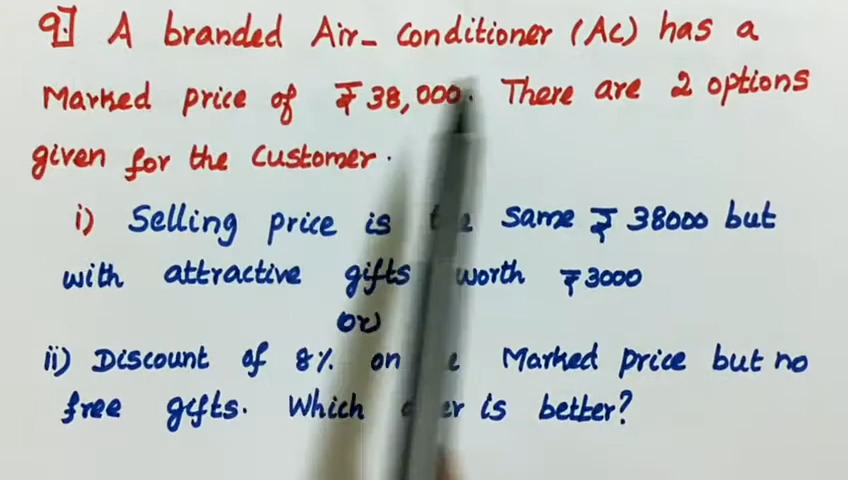 9.] A branded Air-conditioner (AC) has a
Marked price of ₹ 38,000. There are 2 options
given for the customer.
i) Selling price is same ₹ 38000 but
with attractive gifts worth ₹ 3000
or
ii) Discount of 8% on Marked price but no
free gifts. Which is better?